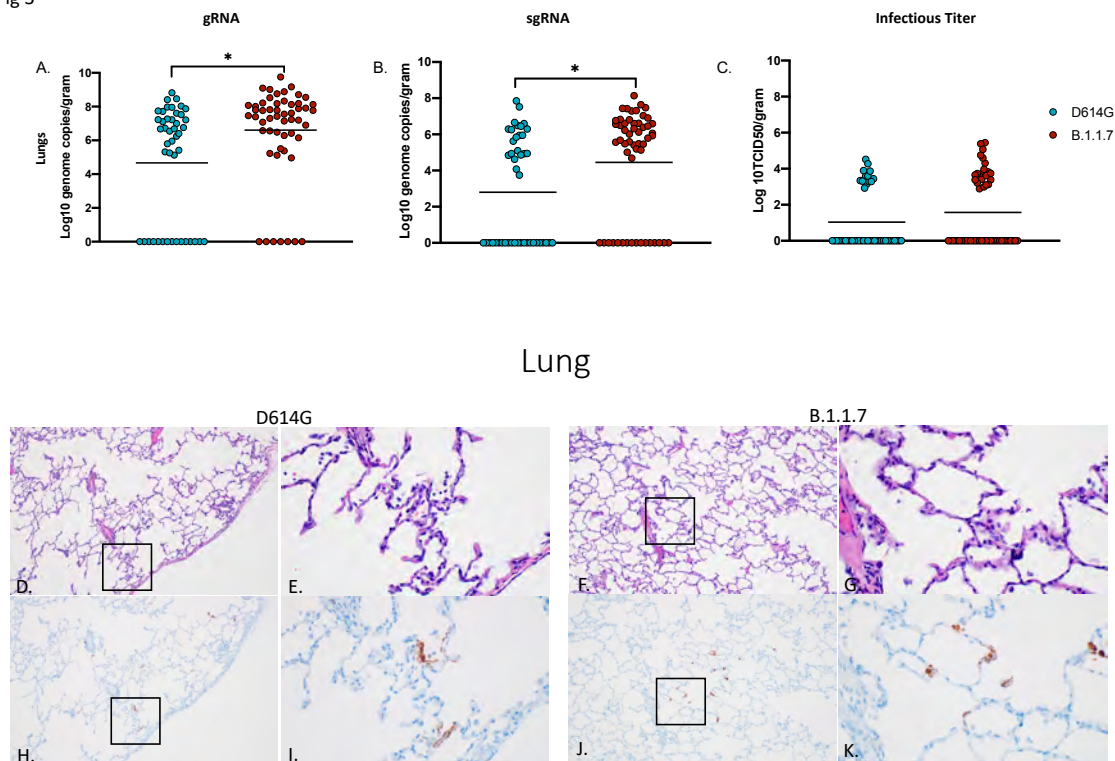 gRNA
sgRNA
Infectious Titer
A.
*
B.
*
C.
Lungs
Log10 genome copies/gram
10
8
6
4
2
0
Log10 genome copies/gram
10
8
6
4
2
0
Log 10TCID50/gram
10
8
6
4
2
0
D614G
B.1.1.7
Lung
D614G
B.1.1.7
D.
E.
F.
G.
H.
I.
J.
K.